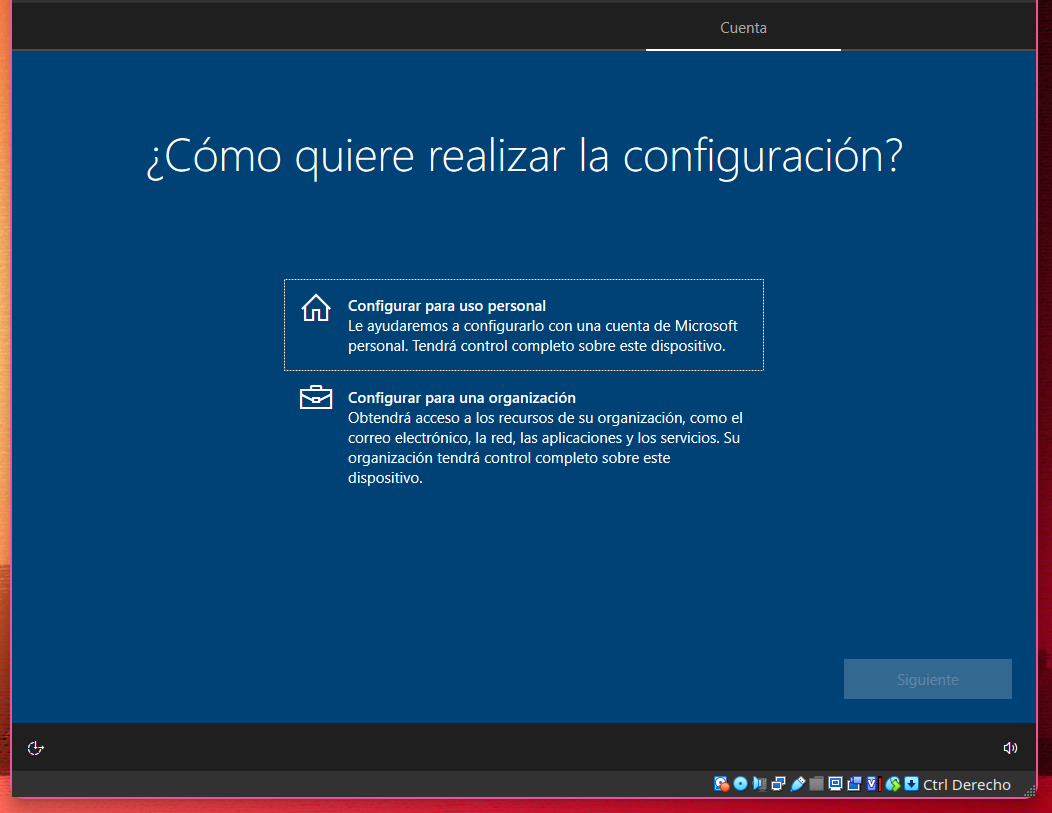 Cuenta
¿Cómo quiere realizar la configuración?
Configurar para uso personal
Le ayudaremos a configurarlo con una cuenta de Microsoft
personal. Tendrá control completo sobre este dispositivo.
Configurar para una organización
Obtendrá acceso a los recursos de su organización, como el
correo electrónico, la red, las aplicaciones y los servicios. Su
organización tendrá control completo sobre este
dispositivo.
Siguiente
Ctrl Derecho